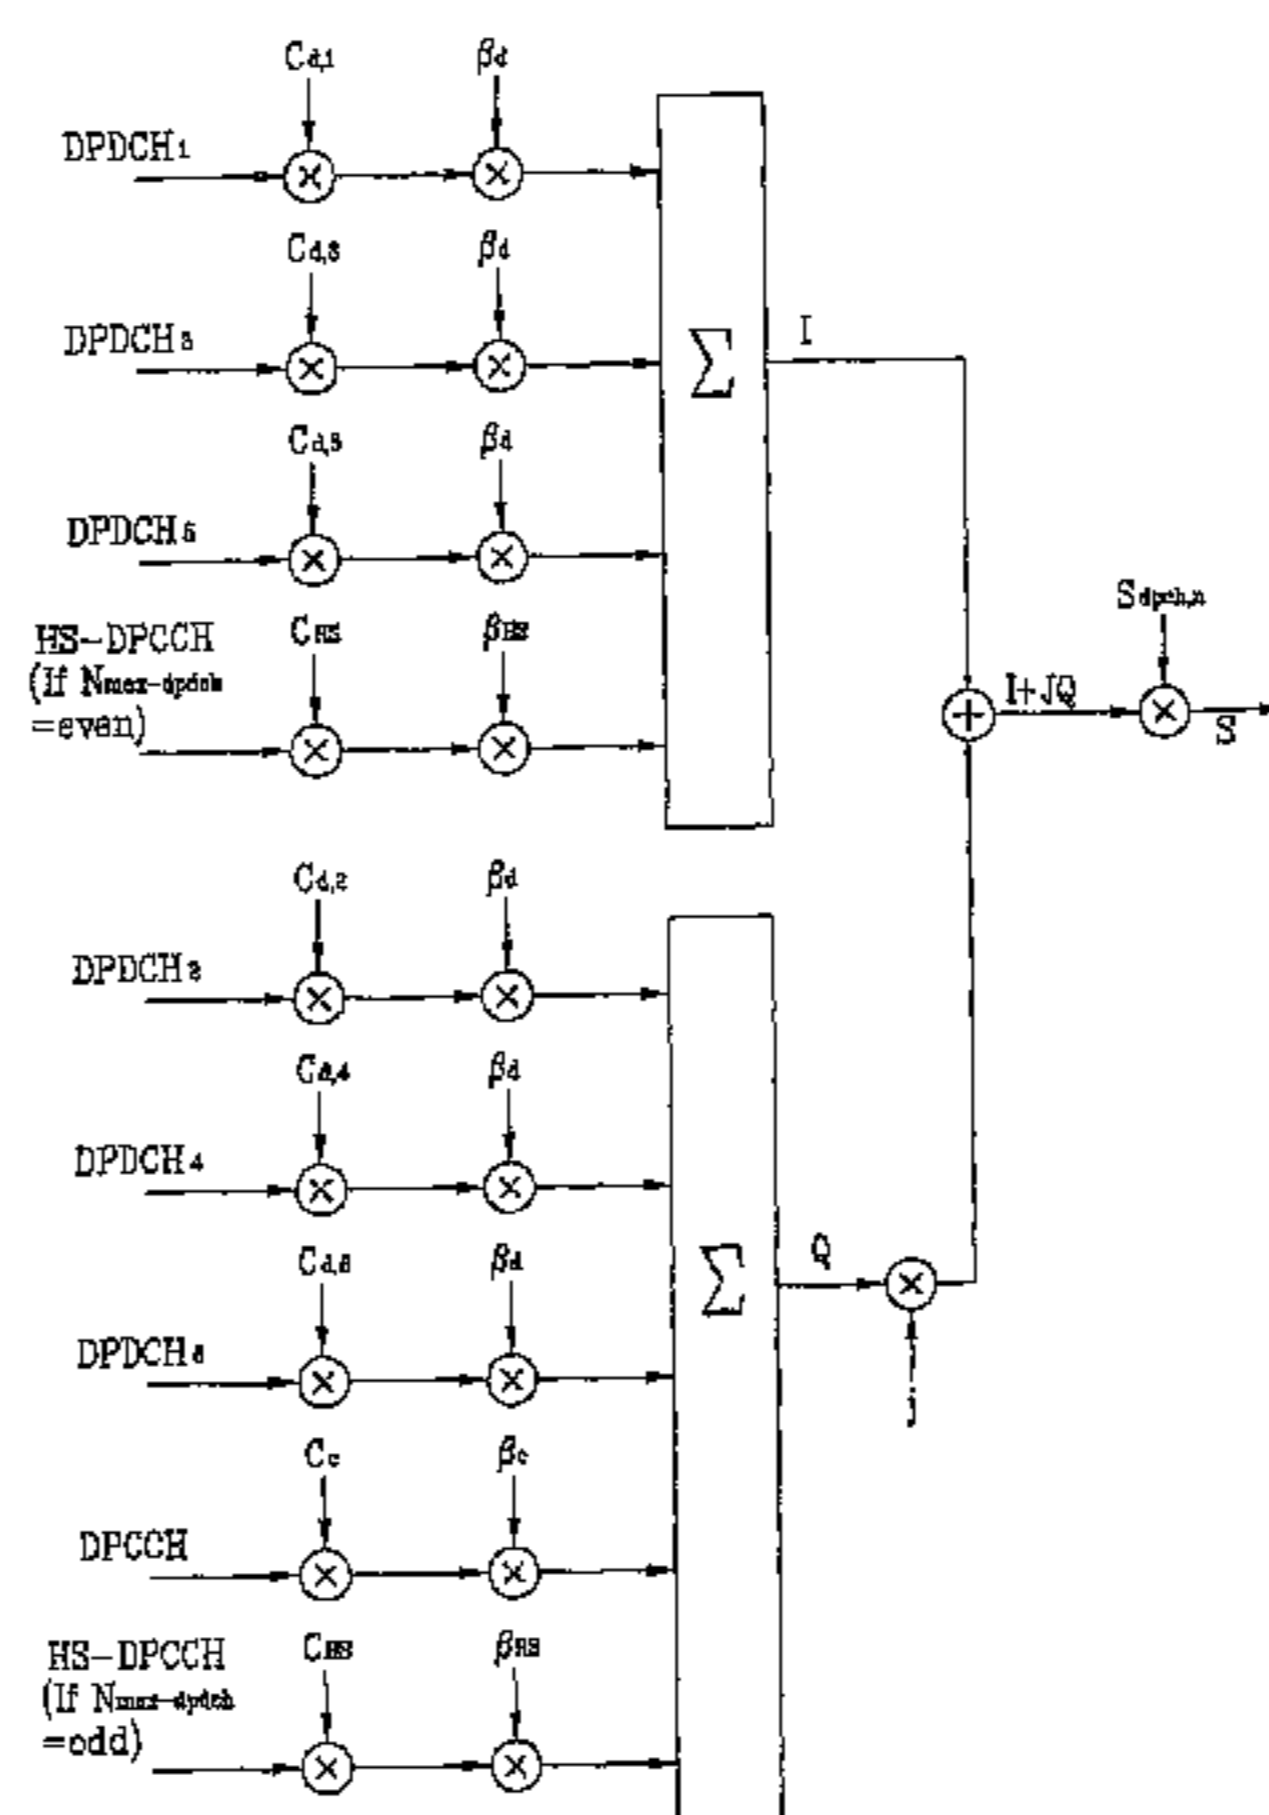 Cd,1 βd
DPDCH1
Cd,3 βd
DPDCH3
Σ
I
Cd,5 βd
DPDCH5
HS-DPCCH
(If Nmax-dpdch
=even)
CHS βHS
Sdpch,n
I+JQ
S
Cd,2 βd
DPDCH2
Cd,4 βd
DPDCH4
Σ
Q
Cd,6 βd
DPDCH6
j
Cc βc
DPCCH
HS-DPCCH
(If Nmax-dpdch
=odd)
CHS βHS